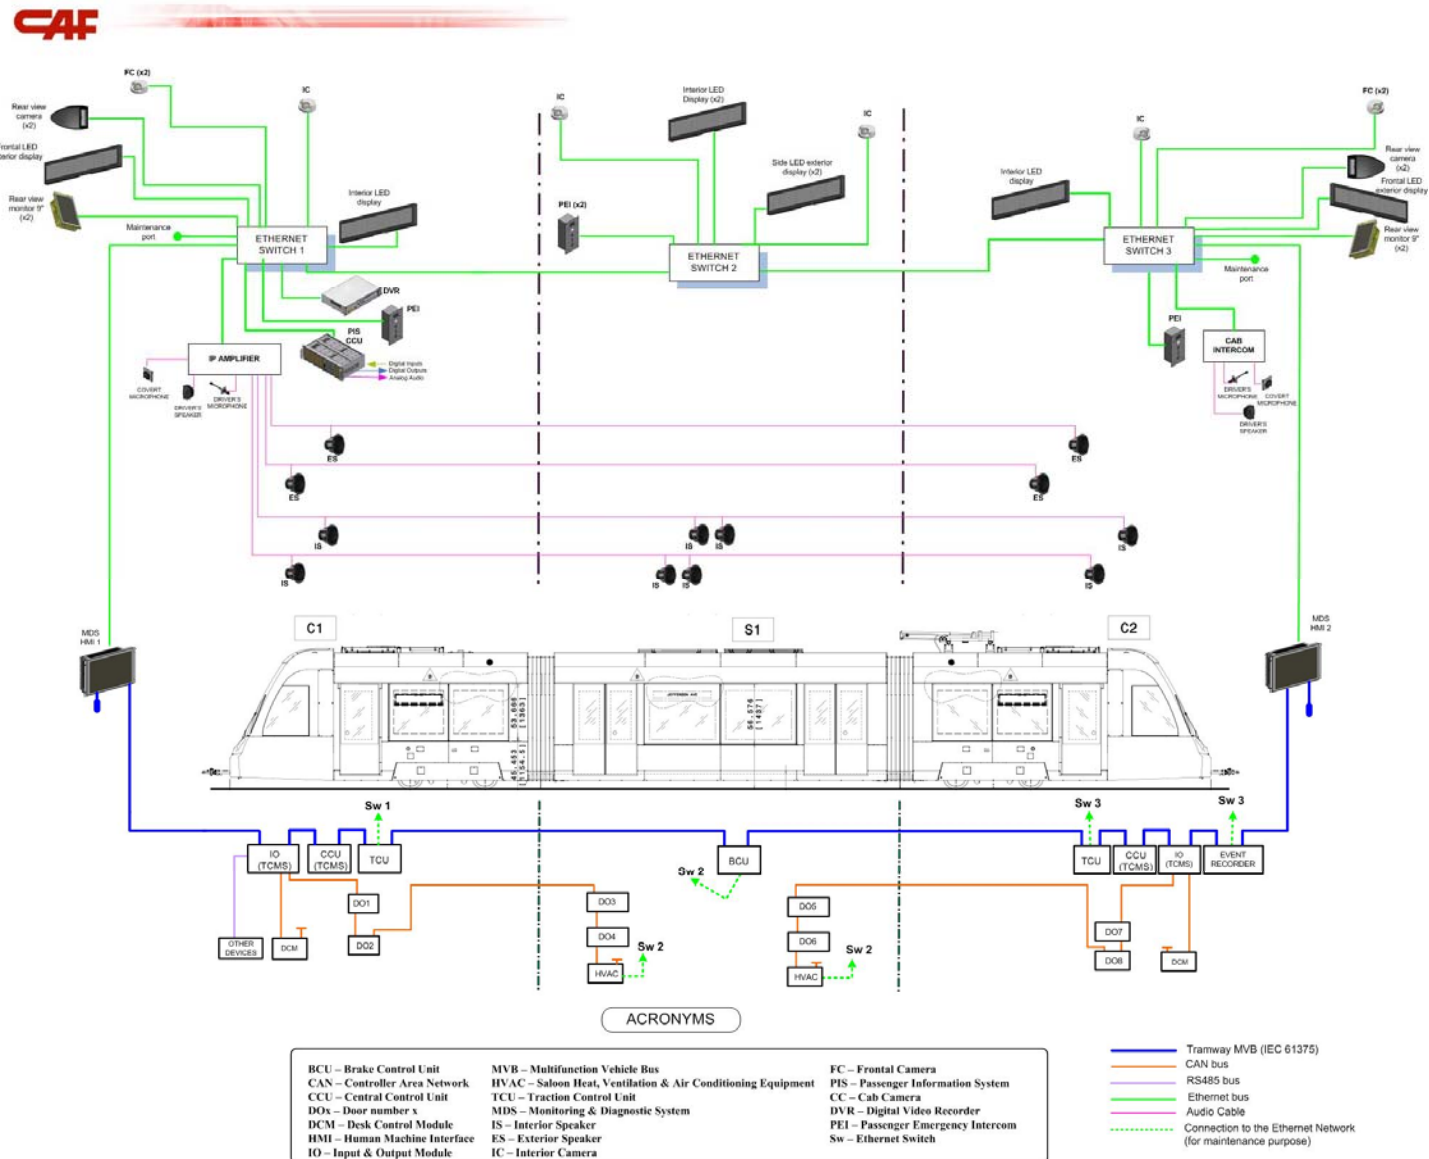 CAF
FC (x2)
IC
Rear view
camera
(x2)
Frontal LED
terior display
Rear view
monitor 9"
(x2)
Maintenance
port
Interior LED
display
ETHERNET
SWITCH 1
DVR
PEI
PIS
CCU
Digital Inputs
Digital Outputs
Analog Audio
IP AMPLIFIER
COVERT
MICROPHONE
DRIVER'S
SPEAKER
DRIVER'S
MICROPHONE
IC
Interior LED
Display (x2)
IC
Side LED exterior
display (x2)
PEI (x2)
ETHERNET
SWITCH 2
FC (x2)
IC
Interior LED
display
Rear view
camera
(x2)
Frontal LED
exterior display
Rear view
monitor 9"
(x2)
ETHERNET
SWITCH 3
Maintenance
port
PEI
CAB
INTERCOM
DRIVER'S
MICROPHONE
COVERT
MICROPHONE
DRIVER'S
SPEAKER
ES
ES
ES
ES
IS
IS
IS
IS
IS
IS
IS
IS
MDS
HMI 1
C1
S1
C2
MDS
HMI 2
JEFFERSON AVE
53.666
[1363]
45.453
[1154.5]
56.576
[1437]
Sw 1
Sw 3
Sw 3
IO
(TCMS)
CCU
(TCMS)
TCU
BCU
TCU
CCU
(TCMS)
IO
(TCMS)
EVENT
RECORDER
Sw 2
DO1
DO2
DO3
DO4
HVAC
Sw 2
DO5
DO6
HVAC
Sw 2
DO7
DO8
DCM
OTHER
DEVICES
DCM
ACRONYMS
BCU – Brake Control Unit
CAN – Controller Area Network
CCU – Central Control Unit
DOx – Door number x
DCM – Desk Control Module
HMI – Human Machine Interface
IO – Input & Output Module
MVB – Multifunction Vehicle Bus
HVAC – Saloon Heat, Ventilation & Air Conditioning Equipment
TCU – Traction Control Unit
MDS – Monitoring & Diagnostic System
IS – Interior Speaker
ES – Exterior Speaker
IC – Interior Camera
FC – Frontal Camera
PIS – Passenger Information System
CC – Cab Camera
DVR – Digital Video Recorder
PEI – Passenger Emergency Intercom
Sw – Ethernet Switch
Tramway MVB (IEC 61375)
CAN bus
RS485 bus
Ethernet bus
Audio Cable
Connection to the Ethernet Network
(for maintenance purpose)